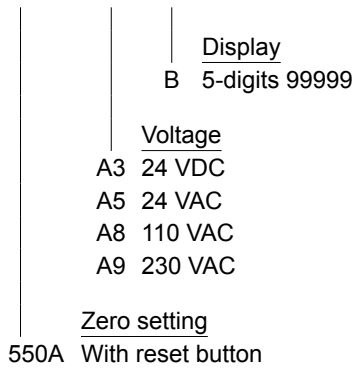 Display
B 5-digits 99999
Voltage
A3 24 VDC
A5 24 VAC
A8 110 VAC
A9 230 VAC
Zero setting
550A With reset button